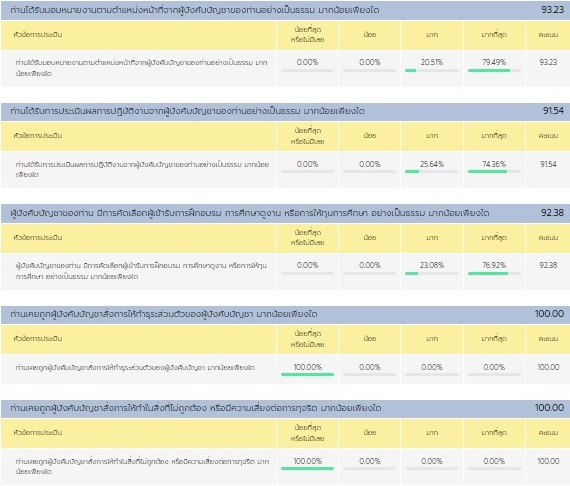 ท่านได้รับมอบหมายงานตามตำแหน่งหน้าที่จากผู้บังคับบัญชาของท่านอย่างเป็นธรรม มากน้อยเพียงใด 93.23
หัวข้อการประเมิน น้อยที่สุด หรือไม่มีเลย น้อย มาก มากที่สุด คะแนน
ท่านได้รับมอบหมายงานตามตำแหน่งหน้าที่จากผู้บังคับบัญชาของท่านอย่างเป็นธรรม มาก 0.00% 0.00% 20.51% 79.49% 93.23
น้อยเพียงใด
ท่านได้รับการประเมินผลการปฏิบัติงานจากผู้บังคับบัญชาของท่านอย่างเป็นธรรม มากน้อยเพียงใด 91.54
หัวข้อการประเมิน น้อยที่สุด หรือไม่มีเลย น้อย มาก มากที่สุด คะแนน
ท่านได้รับการประเมินผลการปฏิบัติงานจากผู้บังคับบัญชาของท่านอย่างเป็นธรรม มากน้อย 0.00% 0.00% 25.64% 74.36% 91.54
เพียงใด
ผู้บังคับบัญชาของท่าน มีการคัดเลือกผู้เข้ารับการฝึกอบรม การศึกษาดูงาน หรือการให้ทุนการศึกษา อย่างเป็นธรรม มากน้อยเพียงใด 92.38
หัวข้อการประเมิน น้อยที่สุด หรือไม่มีเลย น้อย มาก มากที่สุด คะแนน
ผู้บังคับบัญชาของท่าน มีการคัดเลือกผู้เข้ารับการฝึกอบรม การศึกษาดูงาน หรือการให้ทุน 0.00% 0.00% 23.08% 76.92% 92.38
การศึกษา อย่างเป็นธรรม มากน้อยเพียงใด
ท่านเคยถูกผู้บังคับบัญชาสั่งการให้ทำธุระส่วนตัวของผู้บังคับบัญชา มากน้อยเพียงใด 100.00
หัวข้อการประเมิน น้อยที่สุด หรือไม่มีเลย น้อย มาก มากที่สุด คะแนน
ท่านเคยถูกผู้บังคับบัญชาสั่งการให้ทำธุระส่วนตัวของผู้บังคับบัญชา มากน้อยเพียงใด 100.00% 0.00% 0.00% 0.00% 100.00
ท่านเคยถูกผู้บังคับบัญชาสั่งการให้ทำในสิ่งที่ไม่ถูกต้อง หรือมีความเสี่ยงต่อการทุจริต มากน้อยเพียงใด 100.00
หัวข้อการประเมิน น้อยที่สุด หรือไม่มีเลย น้อย มาก มากที่สุด คะแนน
ท่านเคยถูกผู้บังคับบัญชาสั่งการให้ทำในสิ่งที่ไม่ถูกต้อง หรือมีความเสี่ยงต่อการทุจริต มาก 100.00% 0.00% 0.00% 0.00% 100.00
น้อยเพียงใด